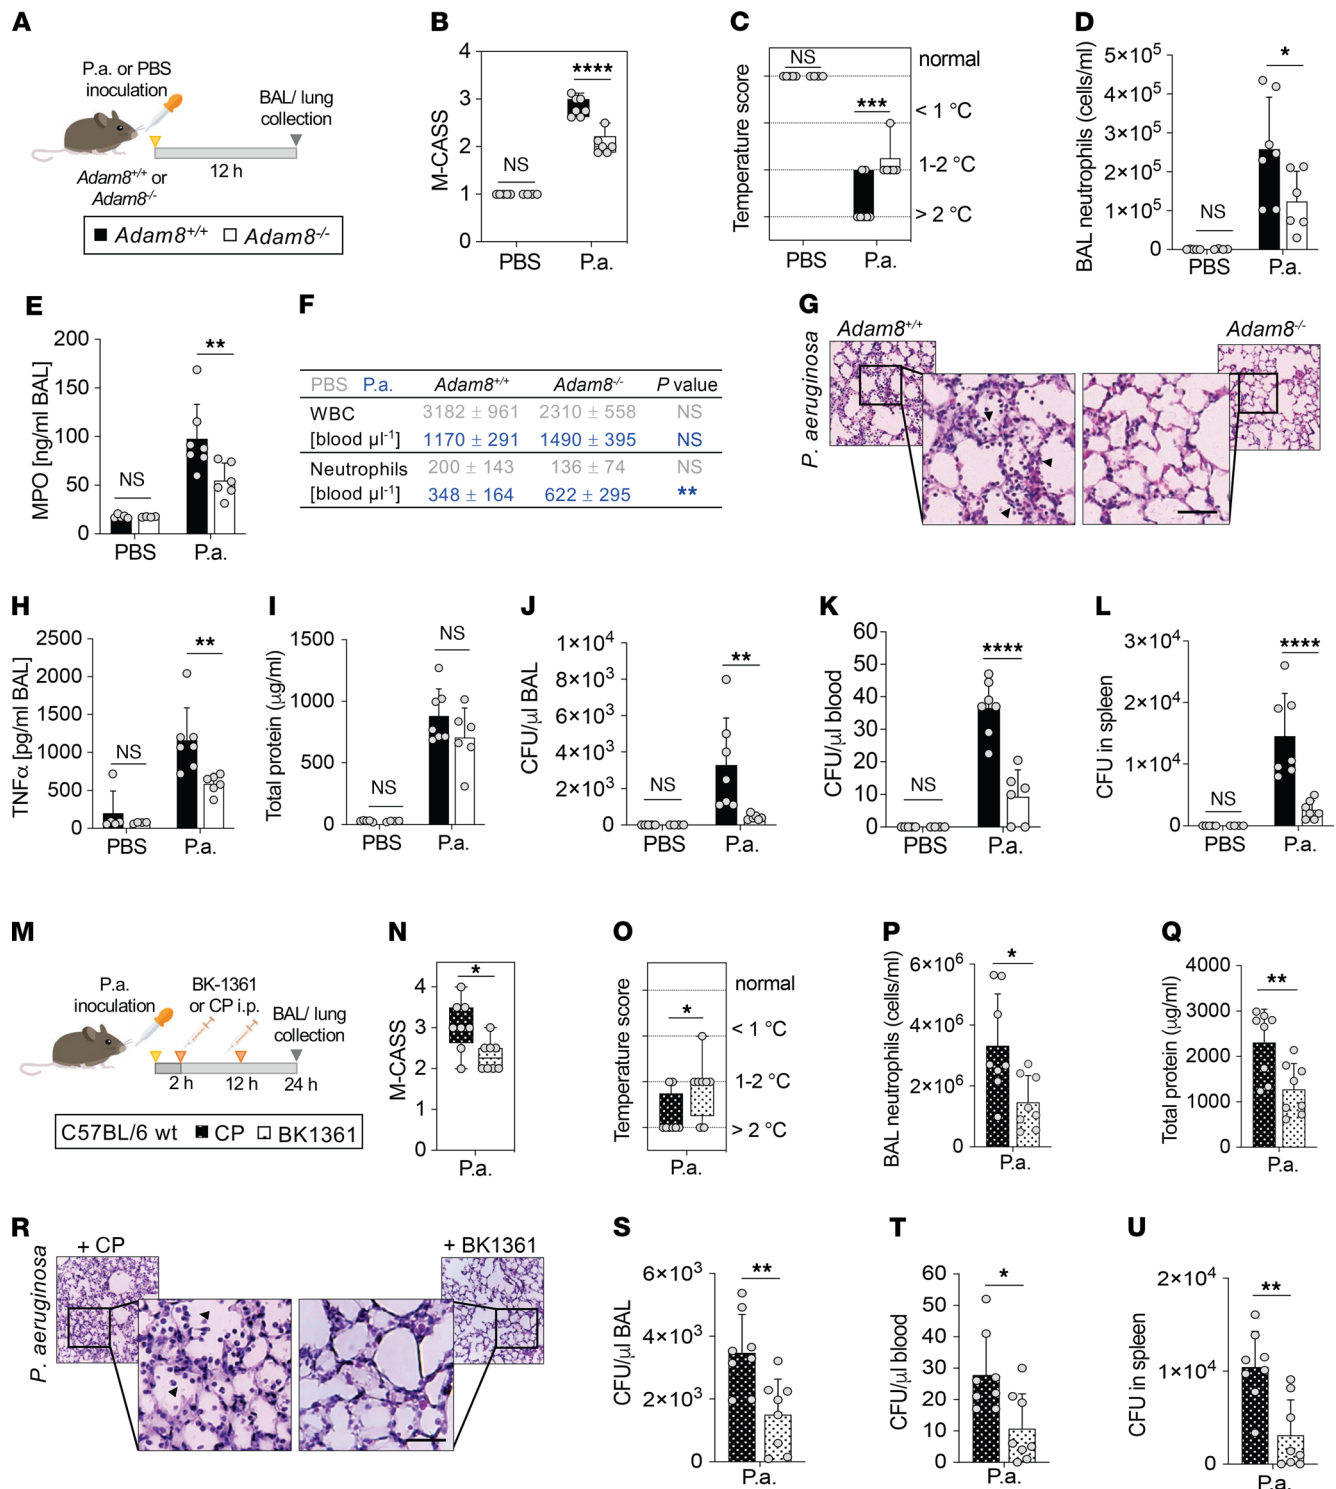 A
P.a. or PBS
inoculation
BAL/ lung
collection
12 h
Adam8+/+ or
Adam8-/-
Adam8+/+ Adam8-/-
B
M-CASS
4
3
2
1
0
NS
****
PBS
P.a.
C
Temperature score
NS
***
normal
< 1 °C
1-2 °C
> 2 °C
PBS
P.a.
D
BAL neutrophils (cells/ml)
5×10⁵
4×10⁵
3×10⁵
2×10⁵
1×10⁵
0
NS
*
PBS
P.a.
E
MPO [ng/ml BAL]
200
150
100
50
0
NS
**
PBS
P.a.
F
PBS P.a. Adam8+/+ Adam8-/- P value
WBC 3182 ± 961 2310 ± 558 NS
[blood µl⁻¹] 1170 ± 291 1490 ± 395 NS
Neutrophils 200 ± 143 136 ± 74 NS
[blood µl⁻¹] 348 ± 164 622 ± 295 **
G
P. aeruginosa
Adam8+/+
Adam8-/-
H
TNFα [pg/ml BAL]
2500
2000
1500
1000
500
0
NS
**
PBS
P.a.
I
Total protein (µg/ml)
1500
1000
500
0
NS
NS
PBS
P.a.
J
CFU/µl BAL
1×10⁴
8×10³
6×10³
4×10³
2×10³
0
NS
**
PBS
P.a.
K
CFU/µl blood
60
50
40
30
20
10
0
NS
****
PBS
P.a.
L
CFU in spleen
3×10⁴
2×10⁴
1×10⁴
0
NS
****
PBS
P.a.
M
P.a.
inoculation
BK-1361
or CP i.p.
BAL/ lung
collection
2 h
12 h
24 h
C57BL/6 wt CP BK1361
N
M-CASS
4
3
2
1
0
*
P.a.
O
Temperature score
*
normal
< 1 °C
1-2 °C
> 2 °C
P.a.
P
BAL neutrophils (cells/ml)
6×10⁶
4×10⁶
2×10⁶
0
*
P.a.
Q
Total protein (µg/ml)
4000
3000
2000
1000
0
**
P.a.
R
P. aeruginosa
+ CP
+ BK1361
S
CFU/µl BAL
6×10³
4×10³
2×10³
0
**
P.a.
T
CFU/µl blood
60
50
40
30
20
10
0
*
P.a.
U
CFU in spleen
2×10⁴
1×10⁴
0
**
P.a.